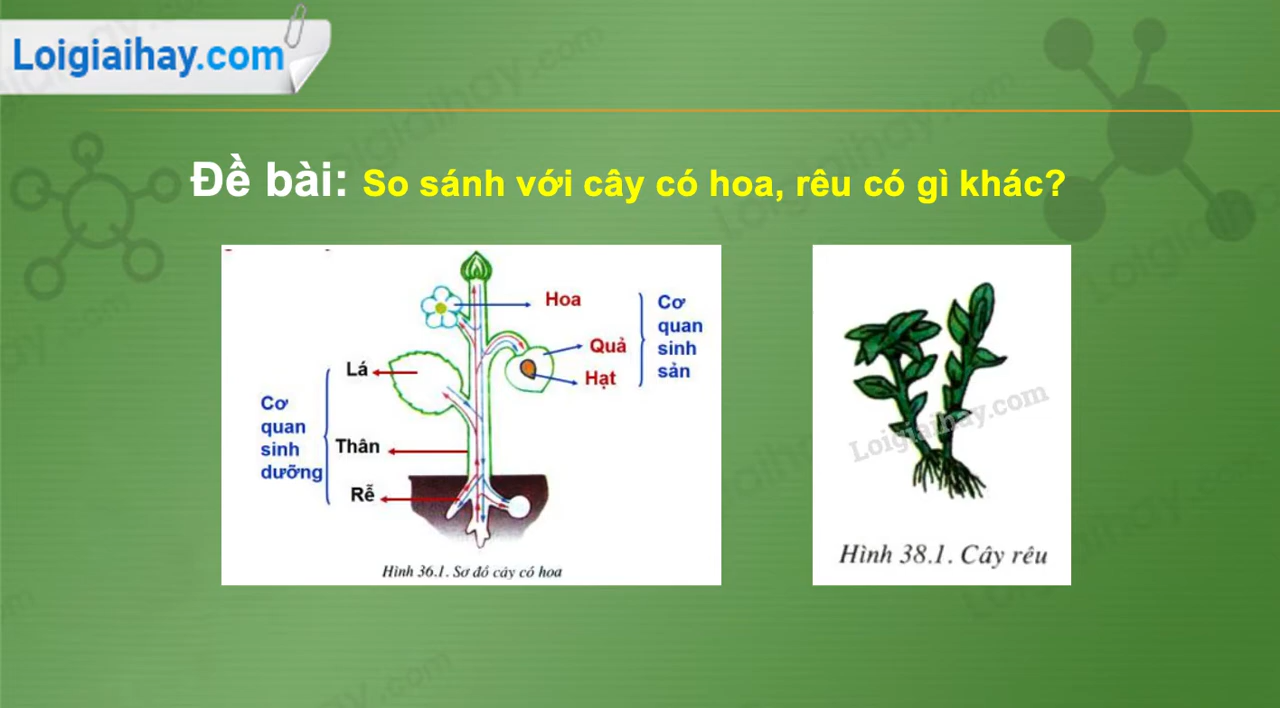 Loigiaihay.com
Đề bài: So sánh với cây có hoa, rêu có gì khác?
Hoa
Quả
Hạt
Cơ
quan
sinh
sản
Lá
Thân
Rễ
Cơ
quan
sinh
dưỡng
Hình 36.1. Sơ đồ cây có hoa
Loigiaihay.com
Hình 38.1. Cây rêu